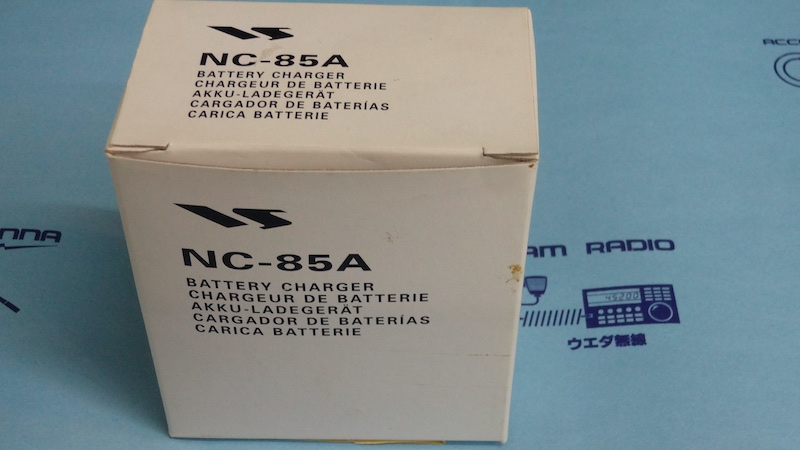 NC-85A
BATTERY CHARGER
CHARGEUR DE BATTERIE
AKKU-LADEGERÄT
CARGADOR DE BATERÍAS
CARICA BATTERIE
NC-85A
BATTERY CHARGER
CHARGEUR DE BATTERIE
AKKU-LADEGERÄT
CARGADOR DE BATERÍAS
CARICA BATTERIE
AM RADIO
ウエダ無線